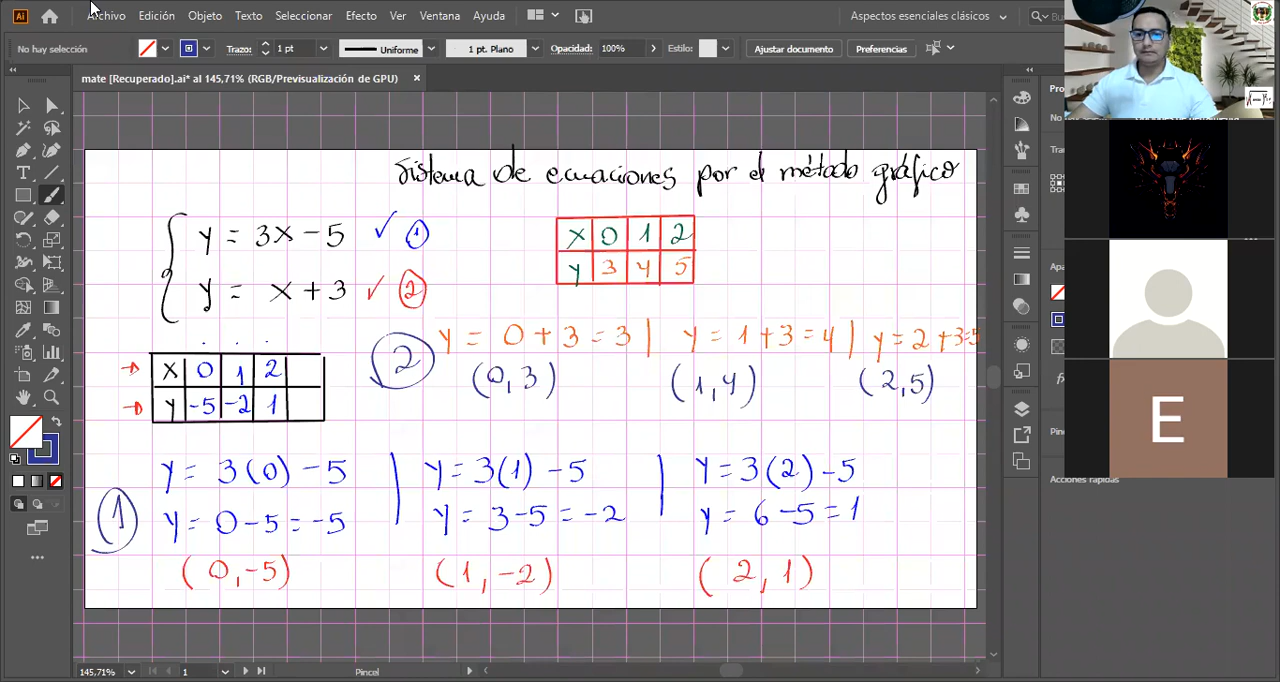 Ai Archivo Edición Objeto Texto Seleccionar Efecto Ver Ventana Ayuda Aspectos esenciales clásicos
No hay selección Trazo: 1 pt Uniforme 1 pt. Plano Opacidad: 100% Estilo: Ajustar documento Preferencias
mate [Recuperado].ai* al 145,71% (RGB/Previsualización de GPU) ×
Sistema de ecuaciones por el método gráfico
y = 3x - 5 ✓ ①
y = x + 3 ✓ ②
x 0 1 2
y 3 4 5
② y = 0 + 3 = 3 | y = 1 + 3 = 4 | y = 2 + 3 = 5
(0, 3) (1, 4) (2, 5)
x 0 1 2
y -5 -2 1
① y = 3(0) - 5 | y = 3(1) - 5 | y = 3(2) - 5
y = 0 - 5 = -5 y = 3 - 5 = -2 y = 6 - 5 = 1
(0, -5) (1, -2) (2, 1)
E
Acciones rápidas
145,71% 1 Pincel